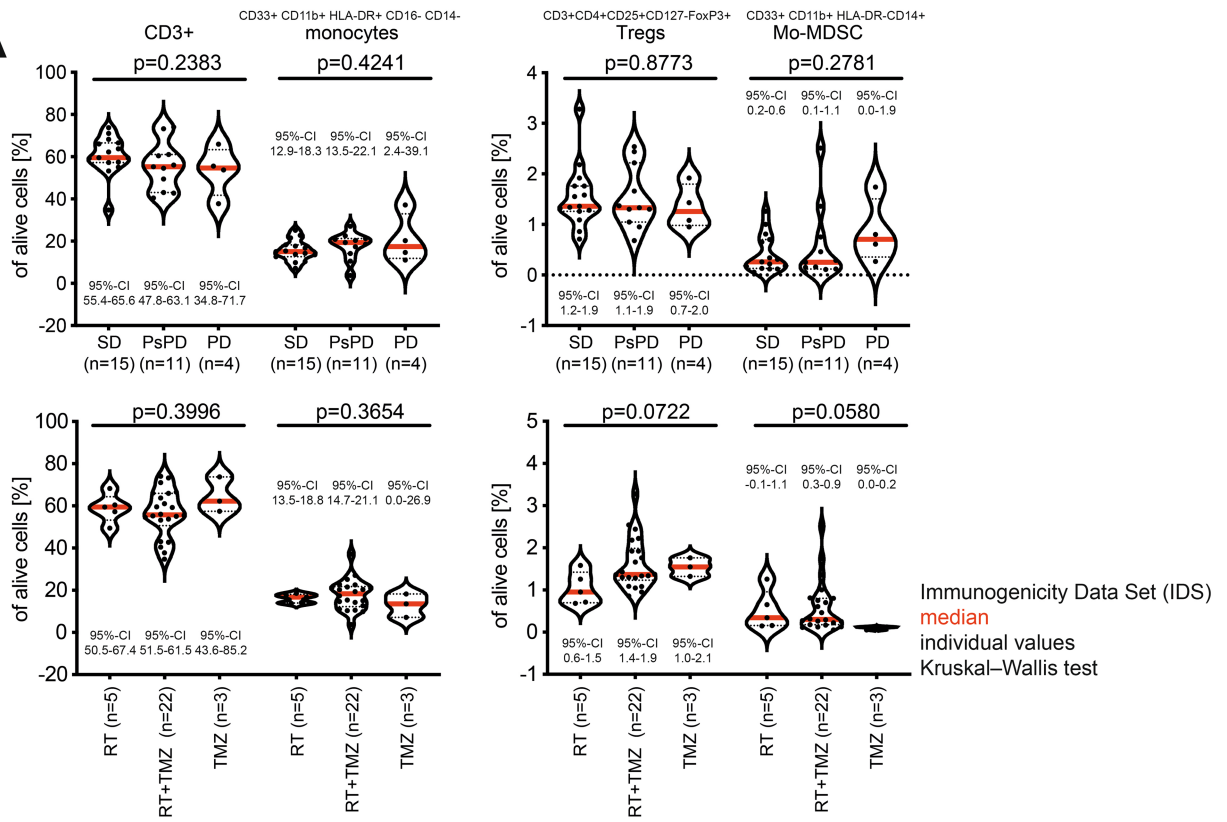 A
CD3+
CD33+ CD11b+ HLA-DR+ CD16- CD14-
monocytes
CD3+CD4+CD25+CD127-FoxP3+
Tregs
CD33+ CD11b+ HLA-DR-CD14+
Mo-MDSC
of alive cells [%]
100
80
60
40
20
0
-20
p=0.2383
p=0.4241
95%-CI 95%-CI 95%-CI
12.9-18.3 13.5-22.1 2.4-39.1
95%-CI 95%-CI 95%-CI
55.4-65.6 47.8-63.1 34.8-71.7
SD PsPD PD SD PsPD PD
(n=15) (n=11) (n=4) (n=15) (n=11) (n=4)
of alive cells [%]
4
3
2
1
0
-1
p=0.8773
p=0.2781
95%-CI 95%-CI 95%-CI
0.2-0.6 0.1-1.1 0.0-1.9
95%-CI 95%-CI 95%-CI
1.2-1.9 1.1-1.9 0.7-2.0
SD PsPD PD SD PsPD PD
(n=15) (n=11) (n=4) (n=15) (n=11) (n=4)
of alive cells [%]
100
80
60
40
20
0
-20
p=0.3996
p=0.3654
95%-CI 95%-CI 95%-CI
13.5-18.8 14.7-21.1 0.0-26.9
95%-CI 95%-CI 95%-CI
50.5-67.4 51.5-61.5 43.6-85.2
RT (n=5)
RT+TMZ (n=22)
TMZ (n=3)
RT (n=5)
RT+TMZ (n=22)
TMZ (n=3)
of alive cells [%]
5
4
3
2
1
0
-1
p=0.0722
p=0.0580
95%-CI 95%-CI 95%-CI
-0.1-1.1 0.3-0.9 0.0-0.2
95%-CI 95%-CI 95%-CI
0.6-1.5 1.4-1.9 1.0-2.1
RT (n=5)
RT+TMZ (n=22)
TMZ (n=3)
RT (n=5)
RT+TMZ (n=22)
TMZ (n=3)
Immunogenicity Data Set (IDS)
median
individual values
Kruskal–Wallis test